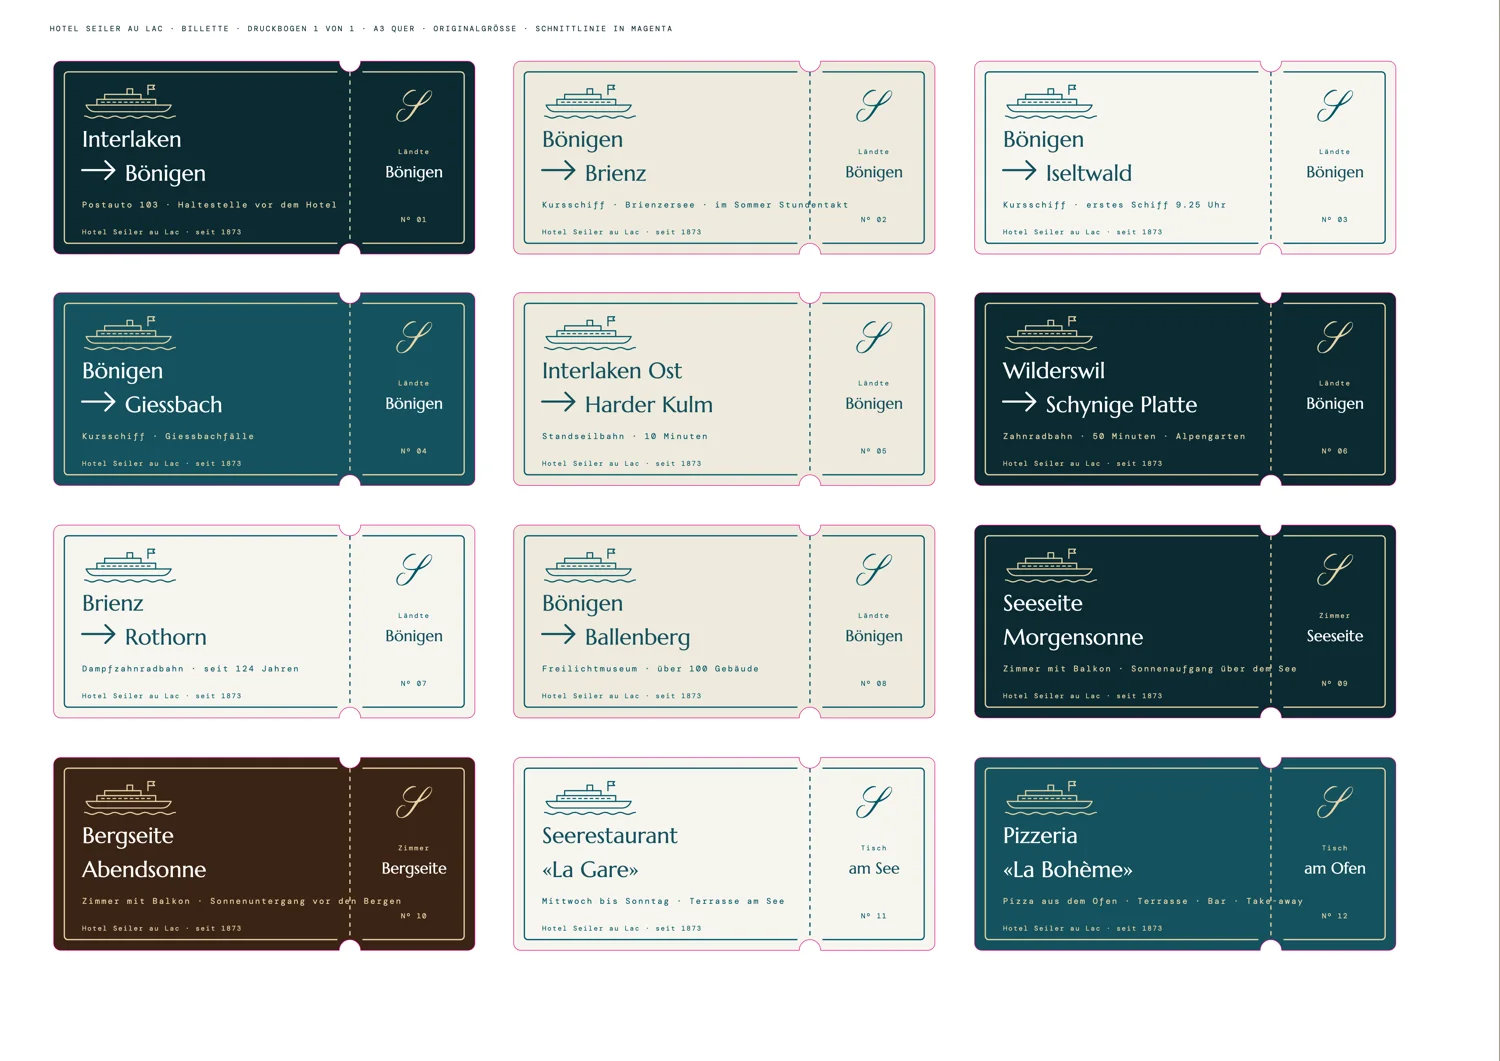 HOTEL SEILER AU LAC · BILLETTE · DRUCKBOGEN 1 VON 1 · A3 QUER · ORIGINALGRÖSSE · SCHNITTLINIE IN MAGENTA
Interlaken
→ Bönigen
Postauto 103 · Haltestelle vor dem Hotel
Hotel Seiler au Lac · seit 1873
S
Ländte
Bönigen
Nº 01
Bönigen
→ Brienz
Kursschiff · Brienzersee · im Sommer Stundentakt
Hotel Seiler au Lac · seit 1873
S
Ländte
Bönigen
Nº 02
Bönigen
→ Iseltwald
Kursschiff · erstes Schiff 9.25 Uhr
Hotel Seiler au Lac · seit 1873
S
Ländte
Bönigen
Nº 03
Bönigen
→ Giessbach
Kursschiff · Giessbachfälle
Hotel Seiler au Lac · seit 1873
S
Ländte
Bönigen
Nº 04
Interlaken Ost
→ Harder Kulm
Standseilbahn · 10 Minuten
Hotel Seiler au Lac · seit 1873
S
Ländte
Bönigen
Nº 05
Wilderswil
→ Schynige Platte
Zahnradbahn · 50 Minuten · Alpengarten
Hotel Seiler au Lac · seit 1873
S
Ländte
Bönigen
Nº 06
Brienz
→ Rothorn
Dampfzahnradbahn · seit 124 Jahren
Hotel Seiler au Lac · seit 1873
S
Ländte
Bönigen
Nº 07
Bönigen
→ Ballenberg
Freilichtmuseum · über 100 Gebäude
Hotel Seiler au Lac · seit 1873
S
Ländte
Bönigen
Nº 08
Seeseite
Morgensonne
Zimmer mit Balkon · Sonnenaufgang über dem See
Hotel Seiler au Lac · seit 1873
S
Zimmer
Seeseite
Nº 09
Bergseite
Abendsonne
Zimmer mit Balkon · Sonnenuntergang vor den Bergen
Hotel Seiler au Lac · seit 1873
S
Zimmer
Bergseite
Nº 10
Seerestaurant
«La Gare»
Mittwoch bis Sonntag · Terrasse am See
Hotel Seiler au Lac · seit 1873
S
Tisch
am See
Nº 11
Pizzeria
«La Bohème»
Pizza aus dem Ofen · Terrasse · Bar · Take-away
Hotel Seiler au Lac · seit 1873
S
Tisch
am Ofen
Nº 12